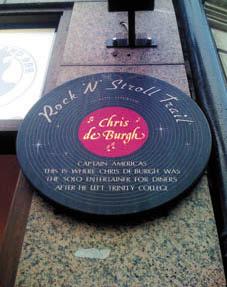 Rock 'N' Stroll Trail
Chris
de Burgh
CAPTAIN AMERICAS
THIS IS WHERE CHRIS DE BURGH WAS
THE SOLO ENTERTAINER FOR DINERS
AFTER HE LEFT TRINITY COLLEGE